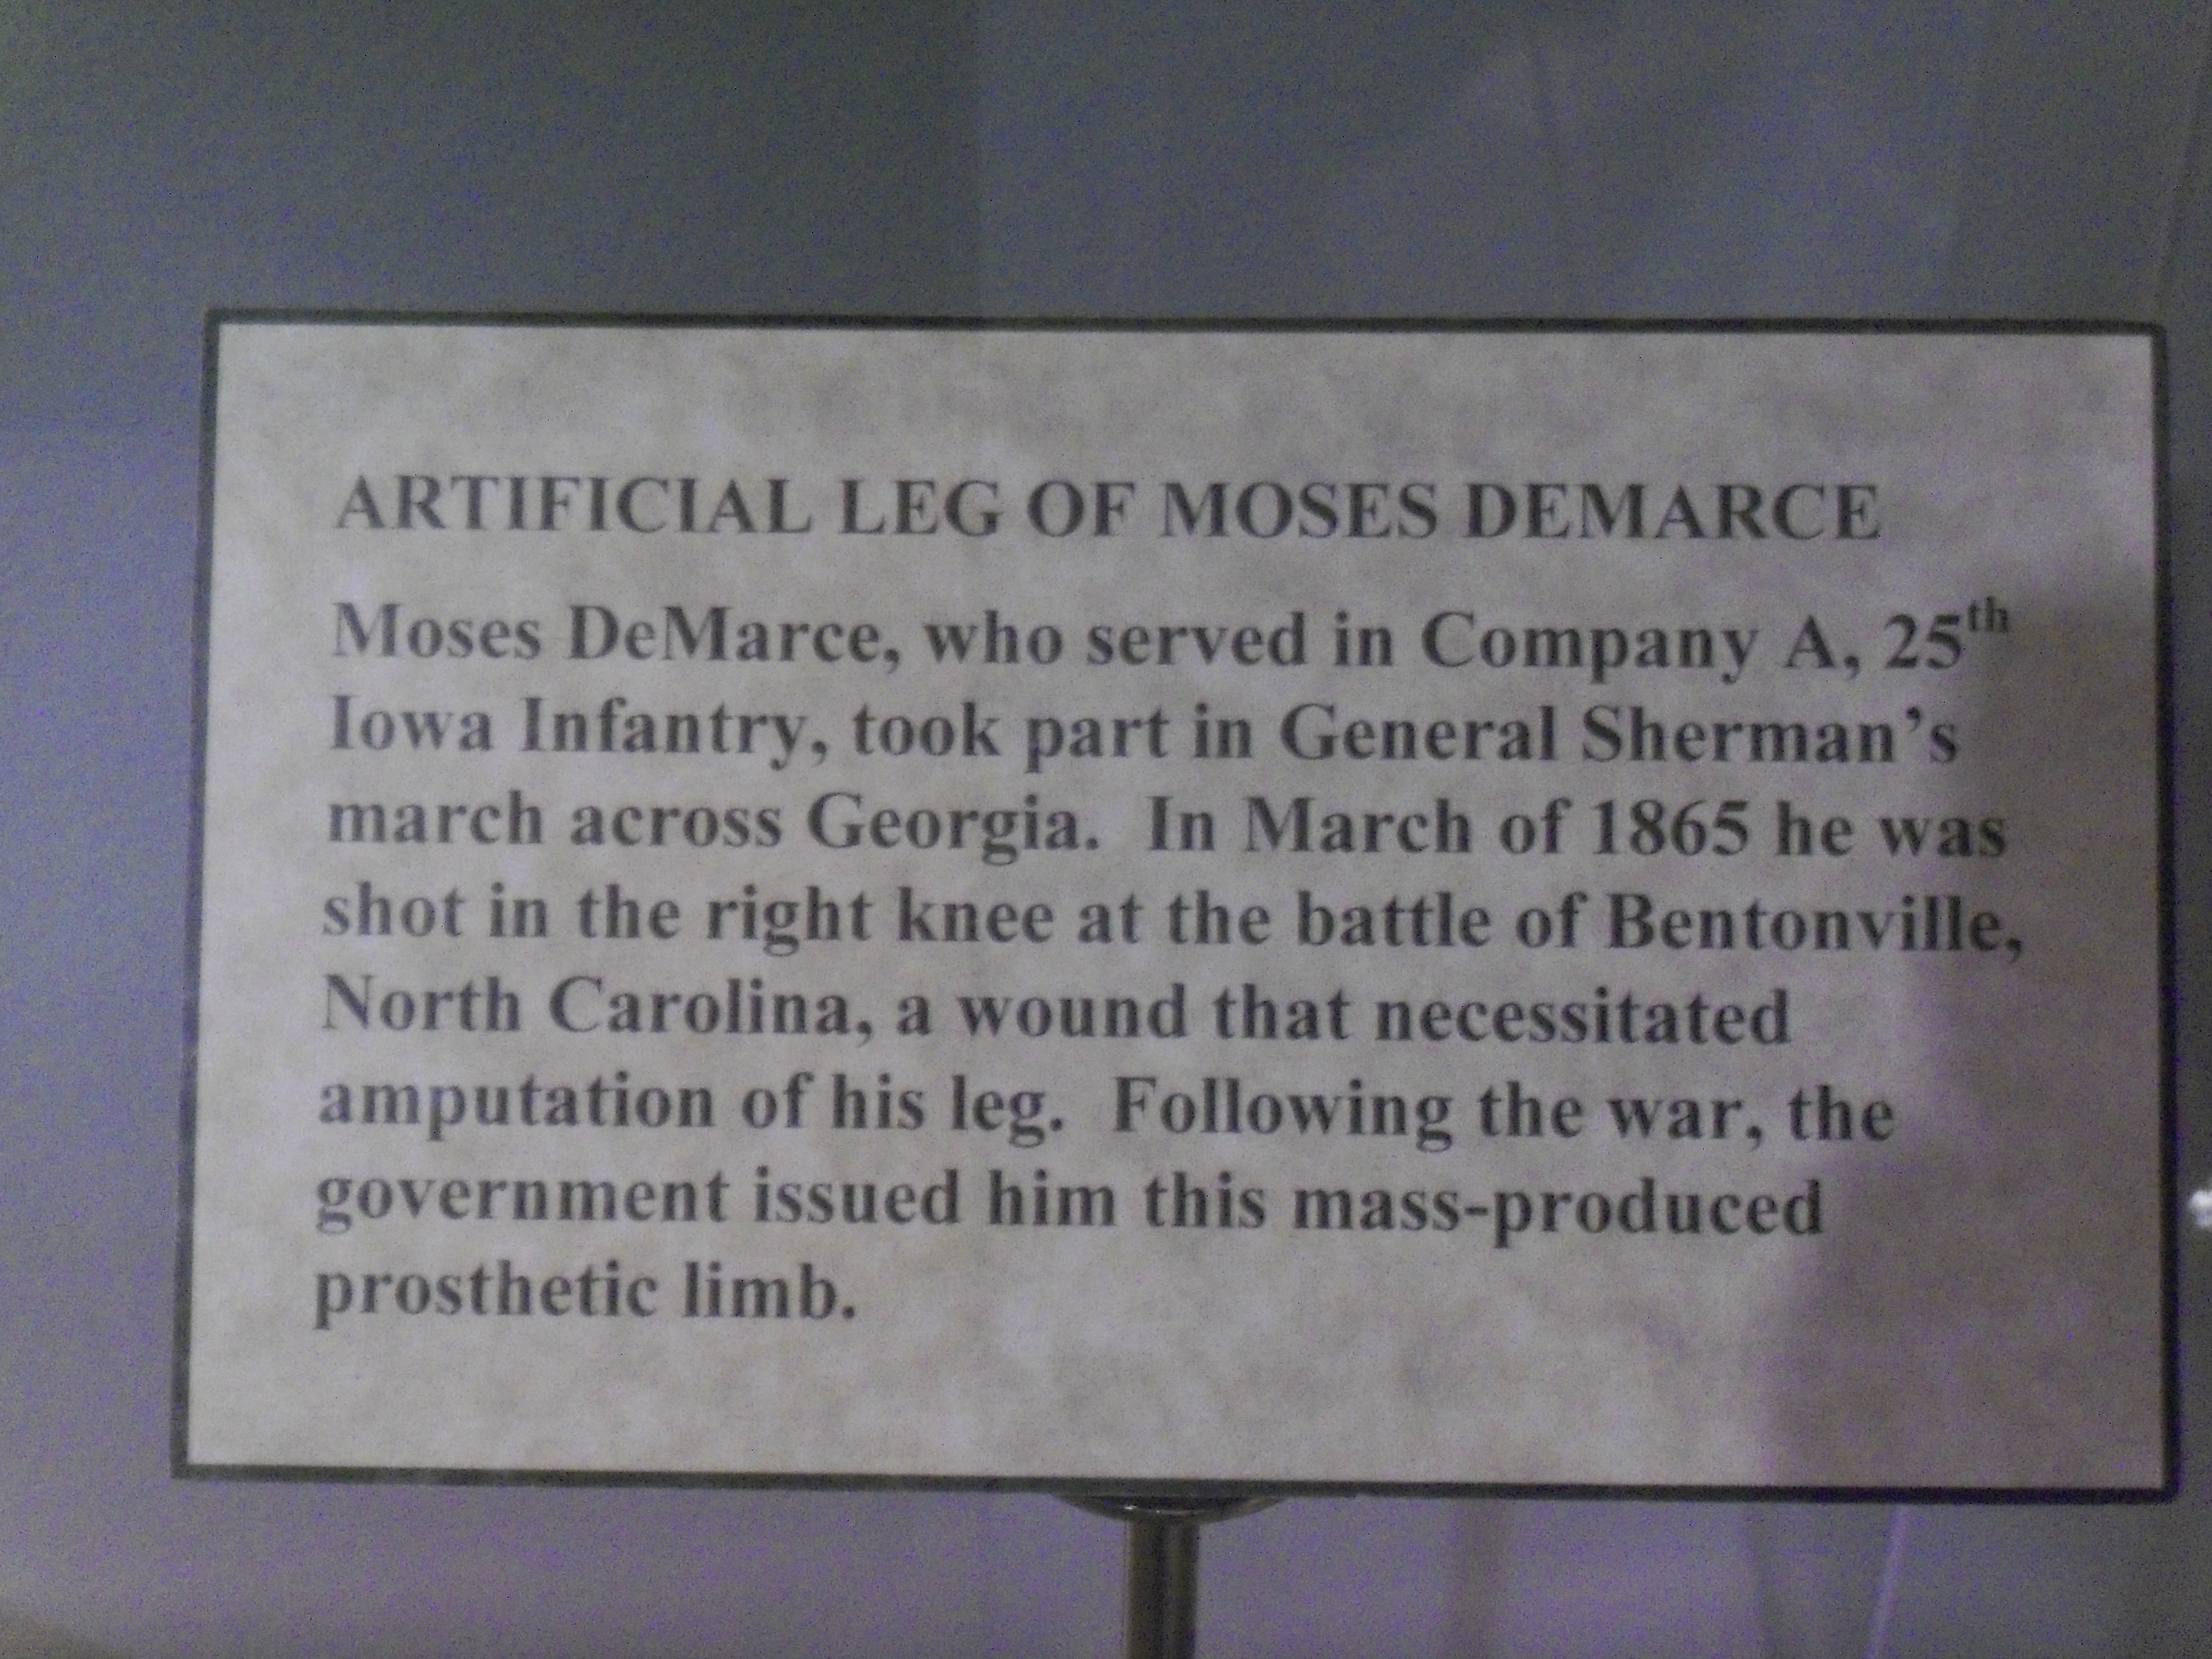 ARTIFICIAL LEG OF MOSES DEMARCE
Moses DeMarce, who served in Company A, 25th
Iowa Infantry, took part in General Sherman’s
march across Georgia.  In March of 1865 he was
shot in the right knee at the battle of Bentonville,
North Carolina, a wound that necessitated
amputation of his leg.  Following the war, the
government issued him this mass-produced
prosthetic limb.